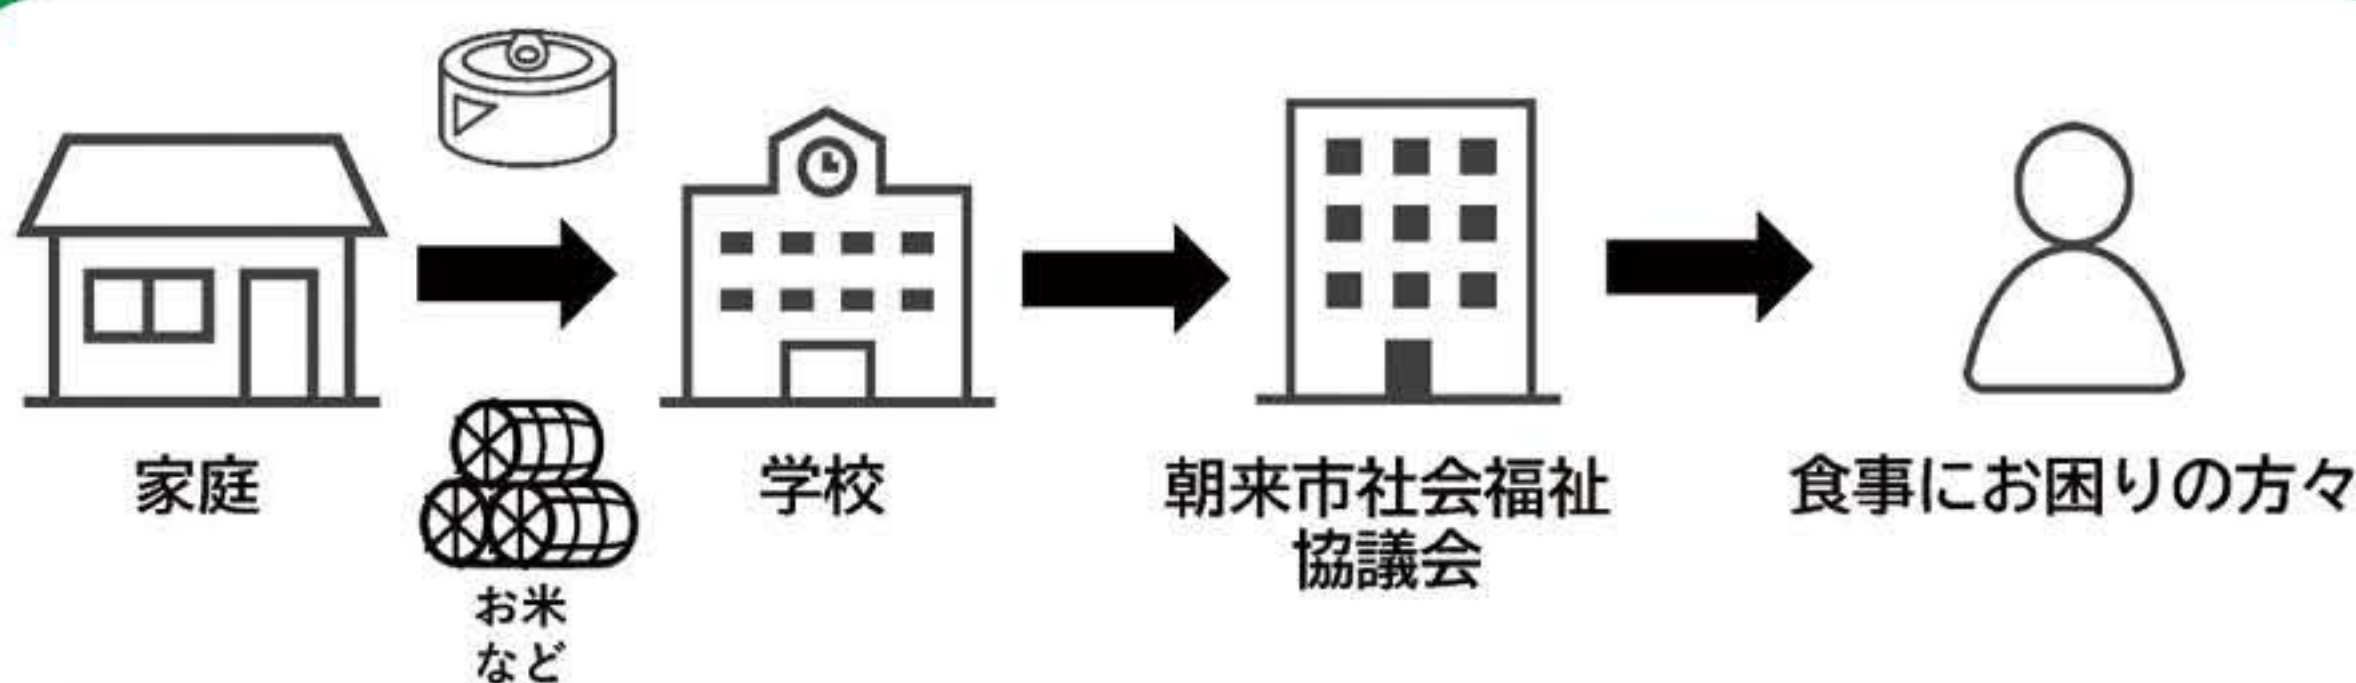 家庭
お米
など
学校
朝来市社会福祉
協議会
食事にお困りの方々